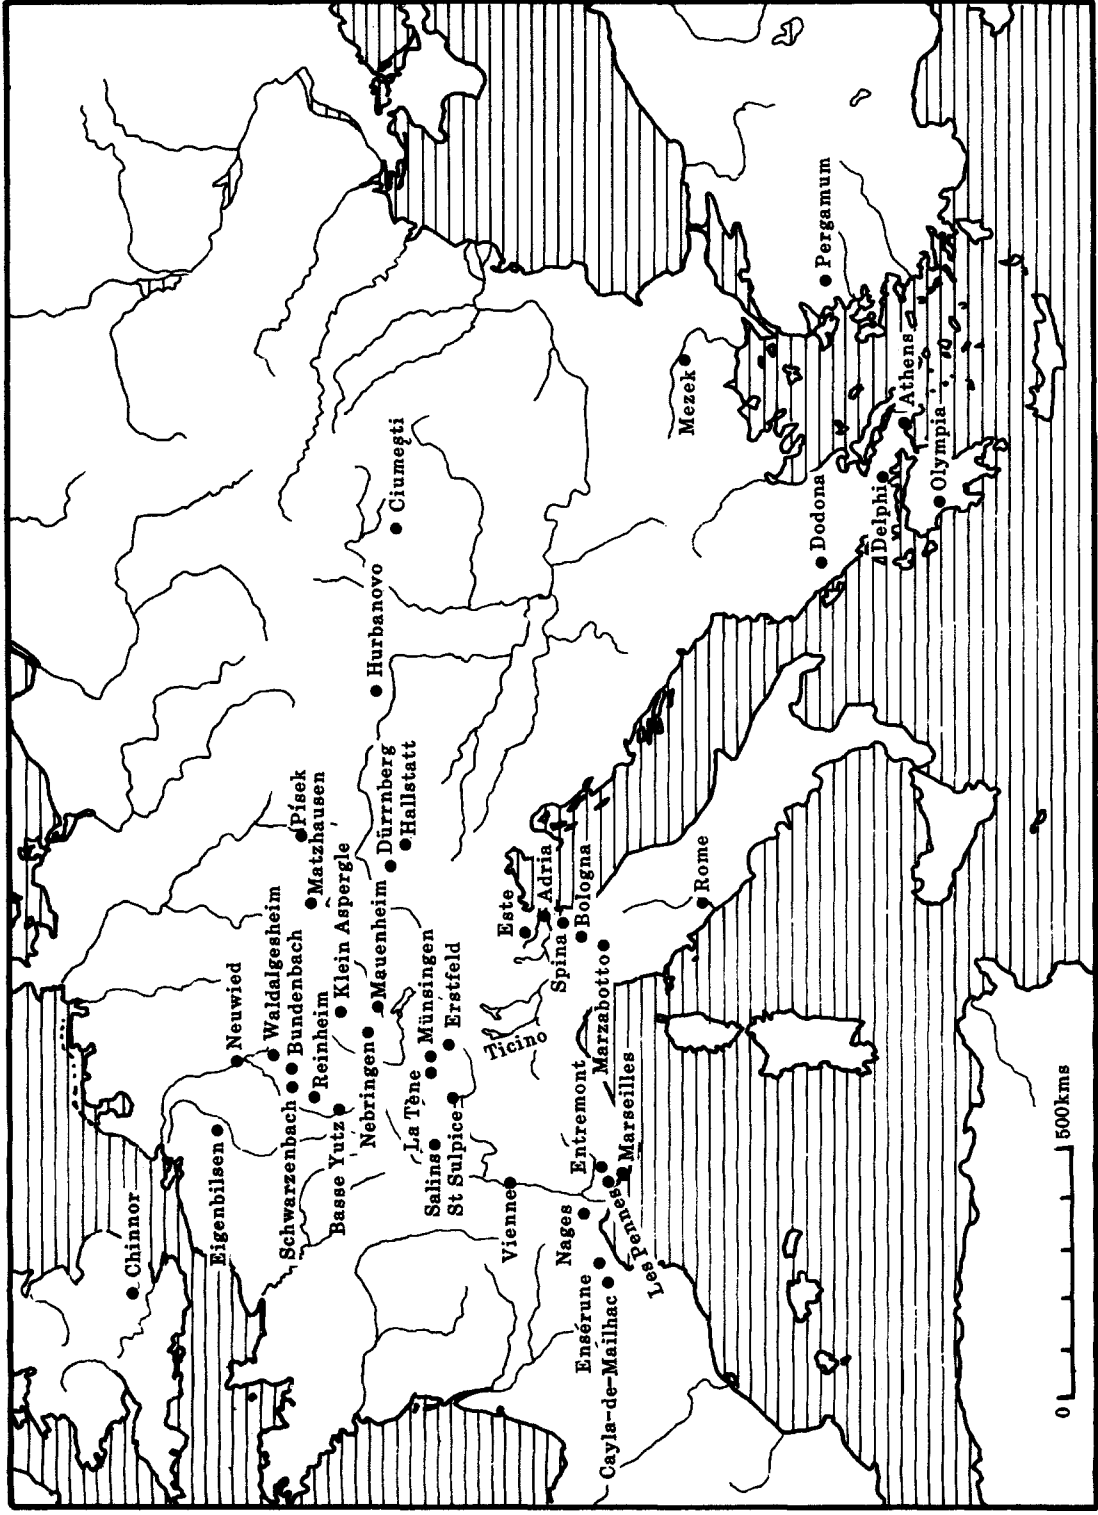 Chinnor
Eigenbilsen
Neuwied
Waldalgesheim
Schwarzenbach
Bundenbach
Písek
Reinheim
Matzhausen
Basse Yutz
Klein Aspergle
Nebringen
Mauenheim
Hurbanovo
Dürrnberg
Ciumeşti
Hallstatt
La Tène
Münsingen
Salins
St Sulpice
Erstfeld
Vienne
Ticino
Este
Adria
Spina
Bologna
Nages
Entremont
Marzabotto
Ensérune
Cayla-de-Mailhac
Marseilles
Les Pennes
Rome
Mezek
Dodona
Pergamum
Delphi
Athens
Olympia
0
500kms